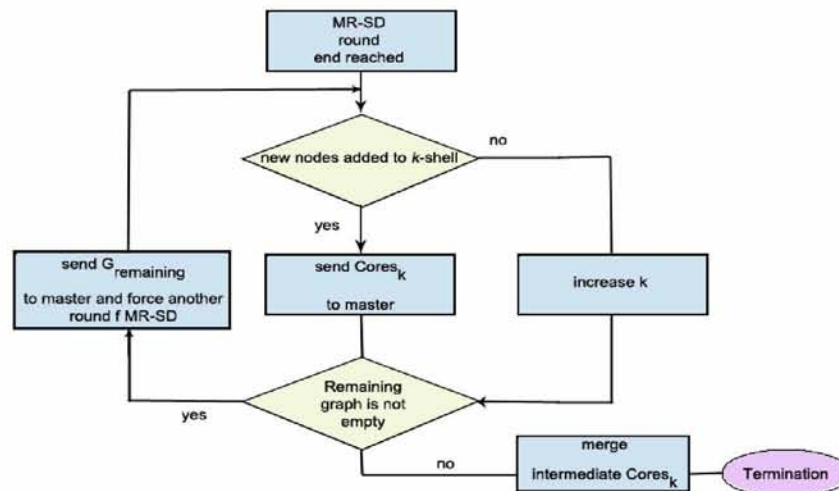 MR-SD
round
end reached
no
new nodes added to k-shell
yes
send G remaining
to master and force another
round f MR-SD
send Cores k
to master
increase k
Remaining
graph is not
empty
yes
no
merge
intermediate Cores k
Termination